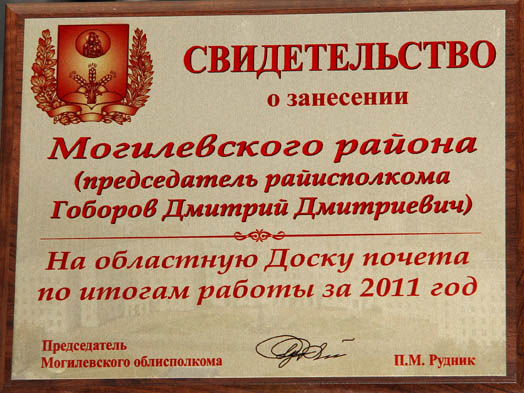 СВИДЕТЕЛЬСТВО
о занесении
Могилевского района
(председатель райисполкома
Гоборов Дмитрий Дмитриевич)
На областную Доску почета
по итогам работы за 2011 год
Председатель
Могилевского облисполкома
П.М. Рудник